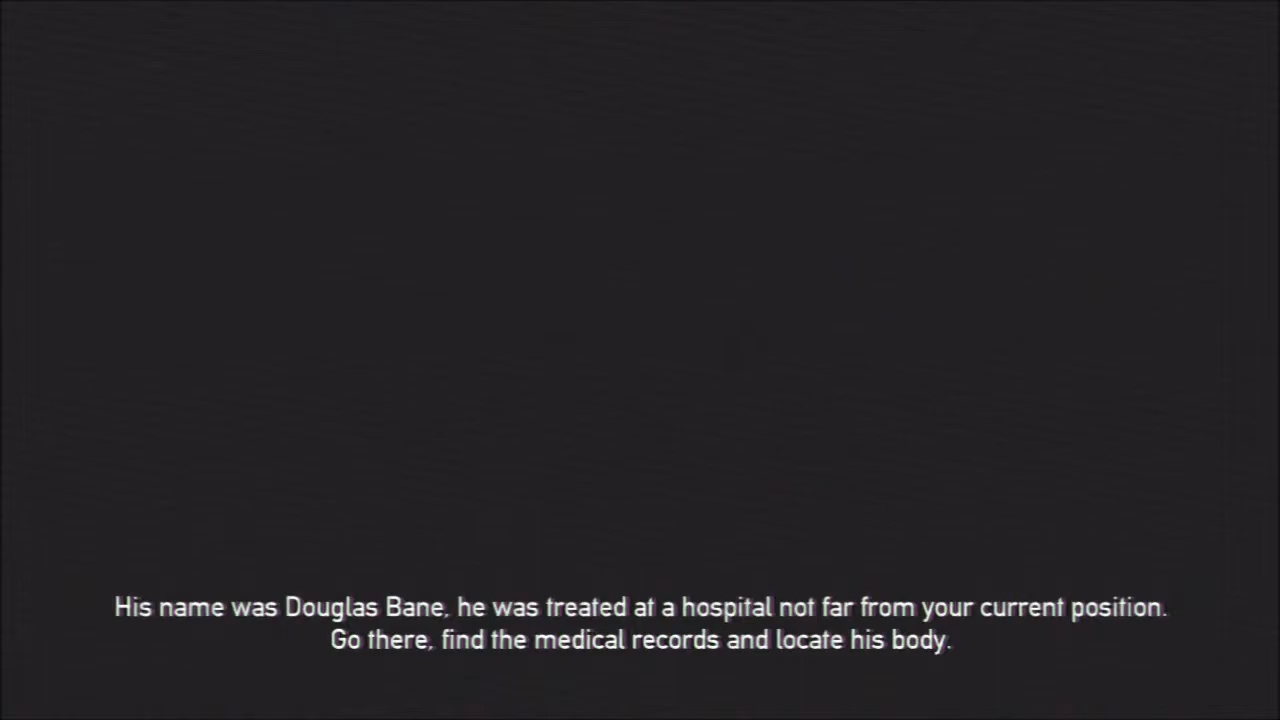 His name was Douglas Bane, he was treated at a hospital not far from your current position.
Go there, find the medical records and locate his body.